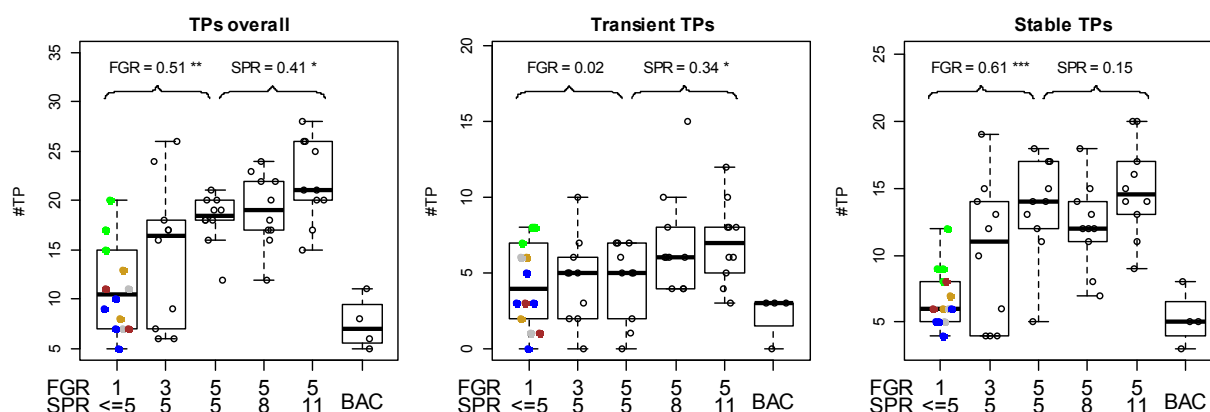 TPs overall
FGR = 0.51 **
SPR = 0.41 *
#TP
35
30
25
20
15
10
5
FGR 1 3 5 5 5
SPR <=5 5 5 8 11 BAC
Transient TPs
FGR = 0.02
SPR = 0.34 *
#TP
20
15
10
5
0
FGR 1 3 5 5 5
SPR <=5 5 5 8 11 BAC
Stable TPs
FGR = 0.61 ***
SPR = 0.15
#TP
25
20
15
10
5
FGR 1 3 5 5 5
SPR <=5 5 5 8 11 BAC